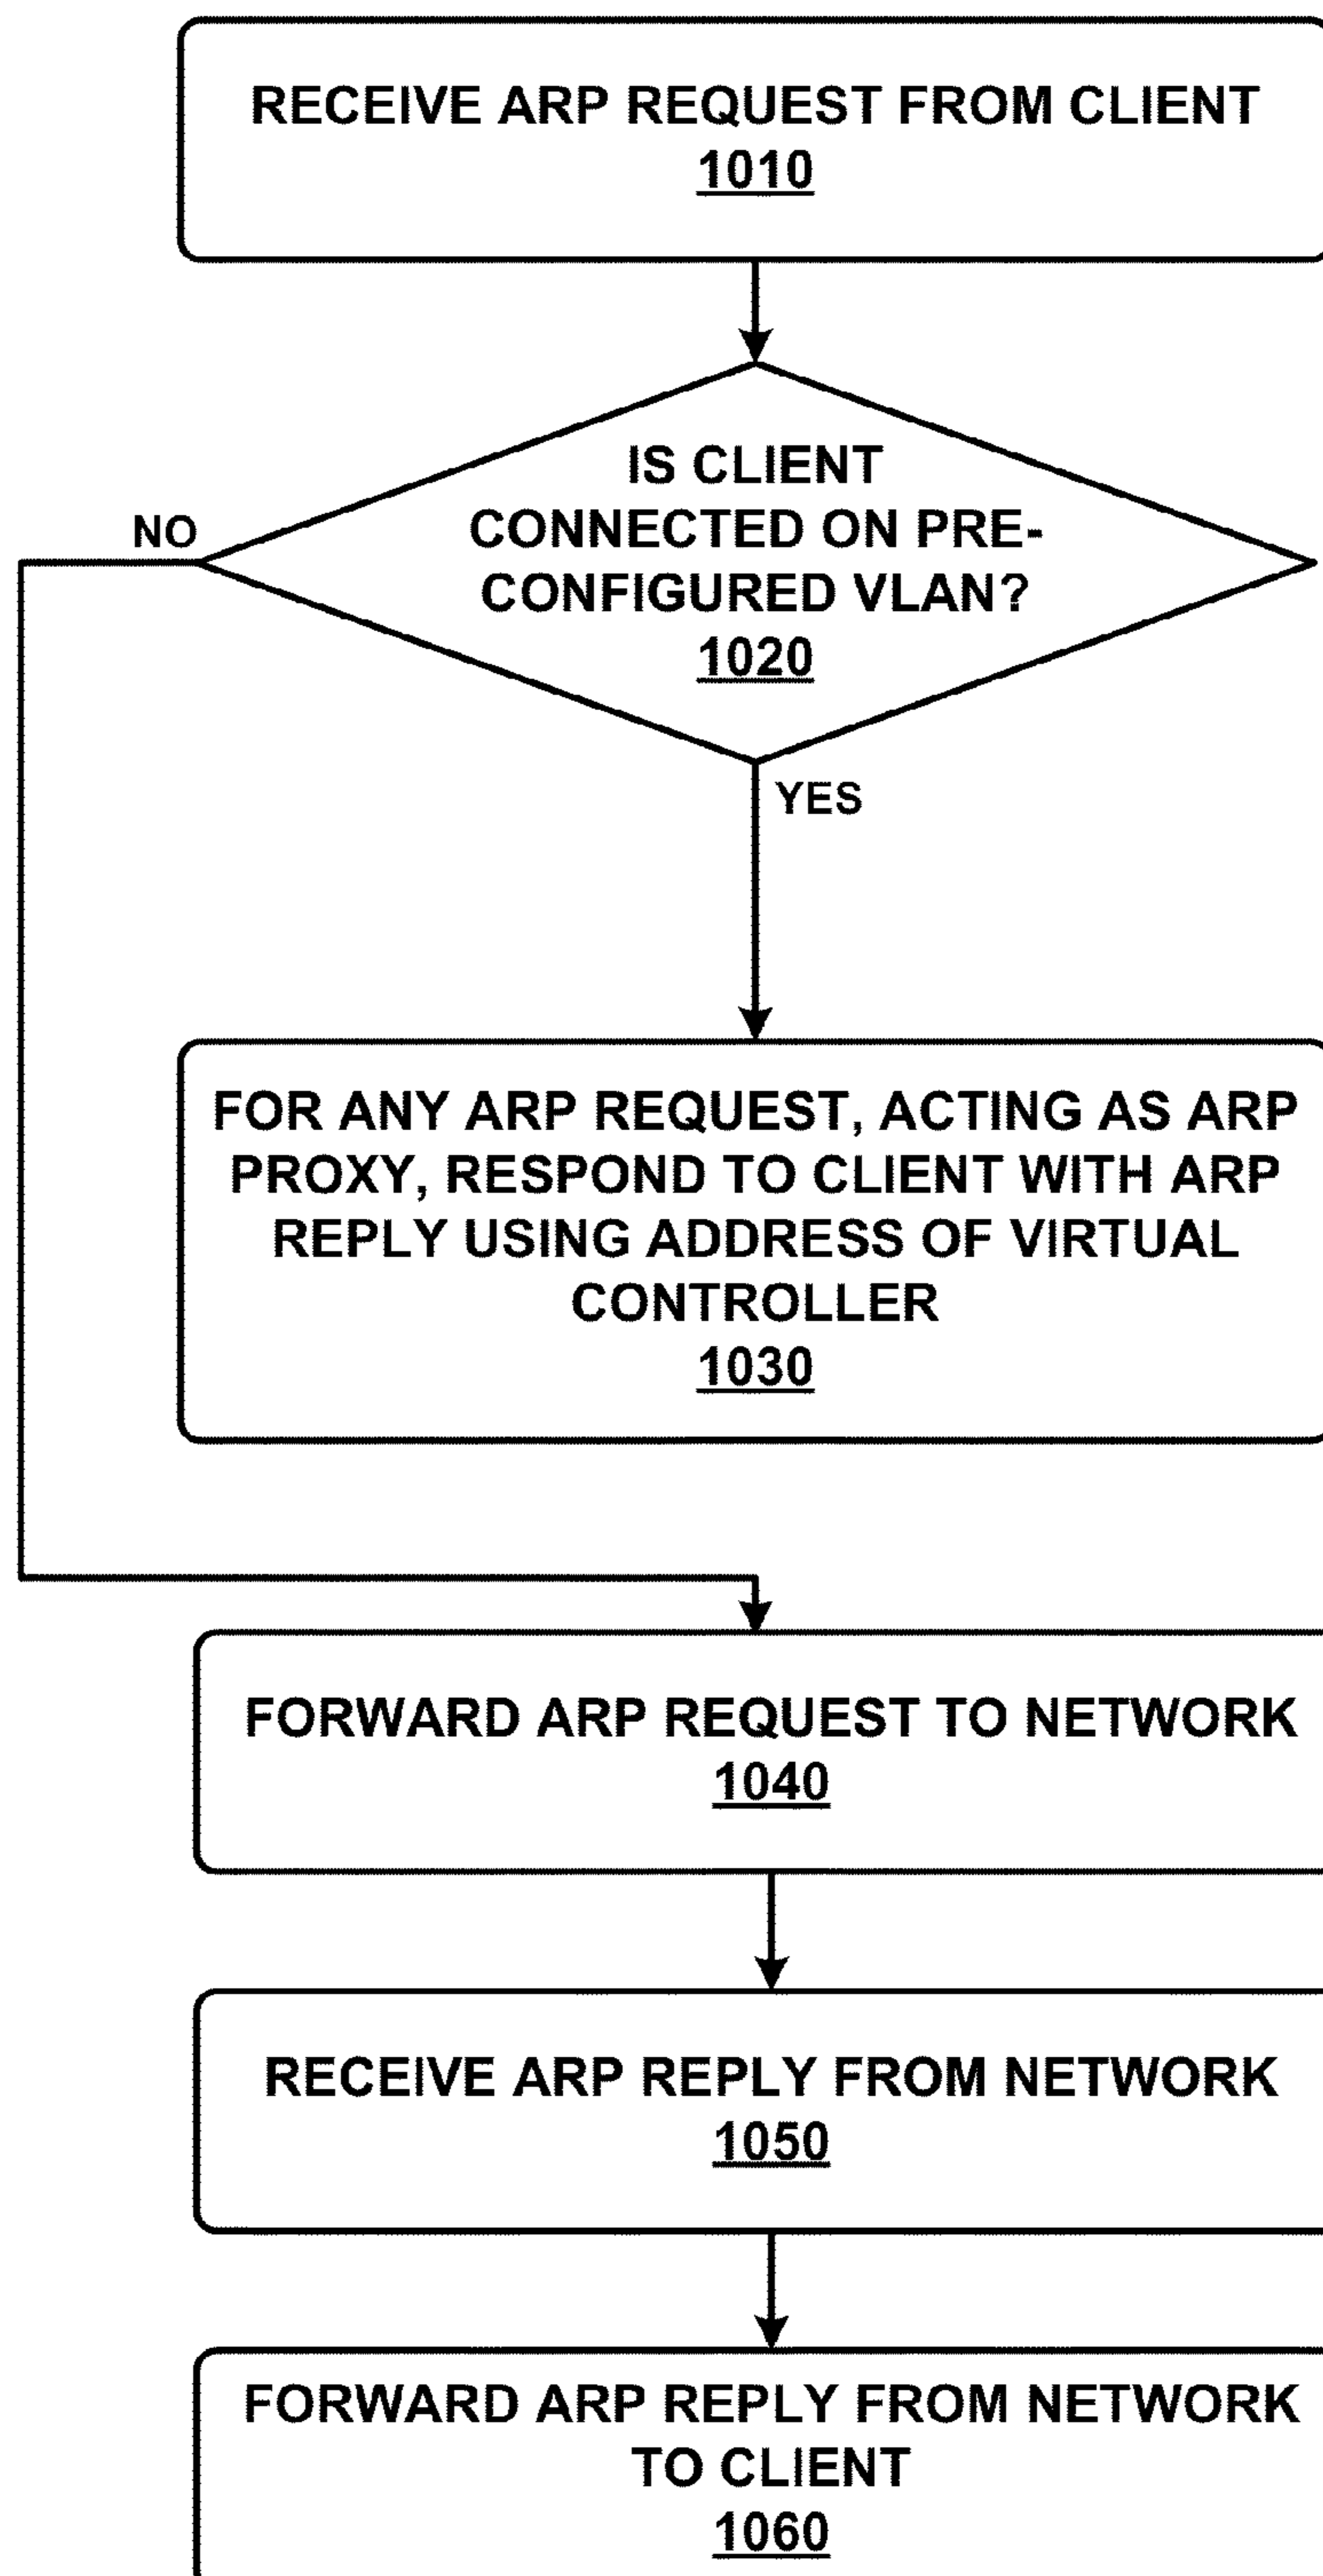 RECEIVE ARP REQUEST FROM CLIENT
1010
IS CLIENT
CONNECTED ON PRE-
CONFIGURED VLAN?
1020
NO
YES
FOR ANY ARP REQUEST, ACTING AS ARP
PROXY, RESPOND TO CLIENT WITH ARP
REPLY USING ADDRESS OF VIRTUAL
CONTROLLER
1030
FORWARD ARP REQUEST TO NETWORK
1040
RECEIVE ARP REPLY FROM NETWORK
1050
FORWARD ARP REPLY FROM NETWORK
TO CLIENT
1060